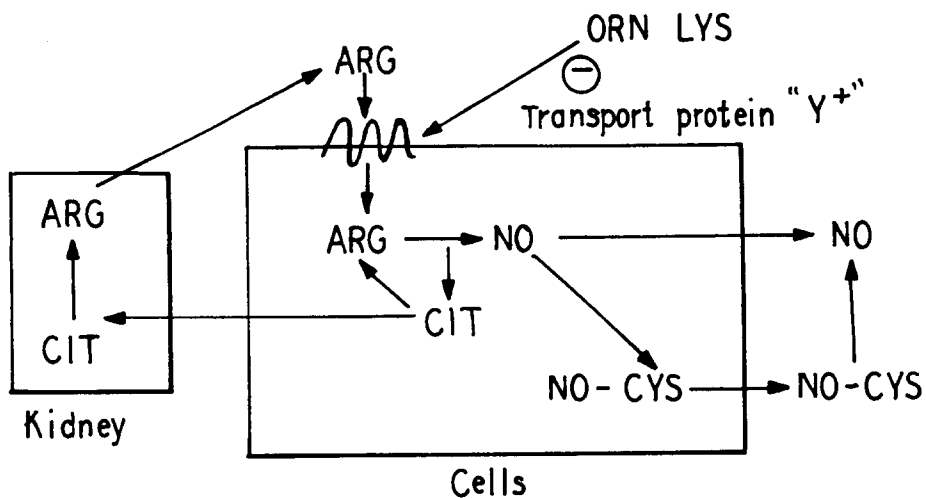 ORN LYS
ARG
⊖
Transport protein "Y+"
ARG
ARG
NO
NO
CIT
CIT
NO-CYS
NO-CYS
Kidney
Cells